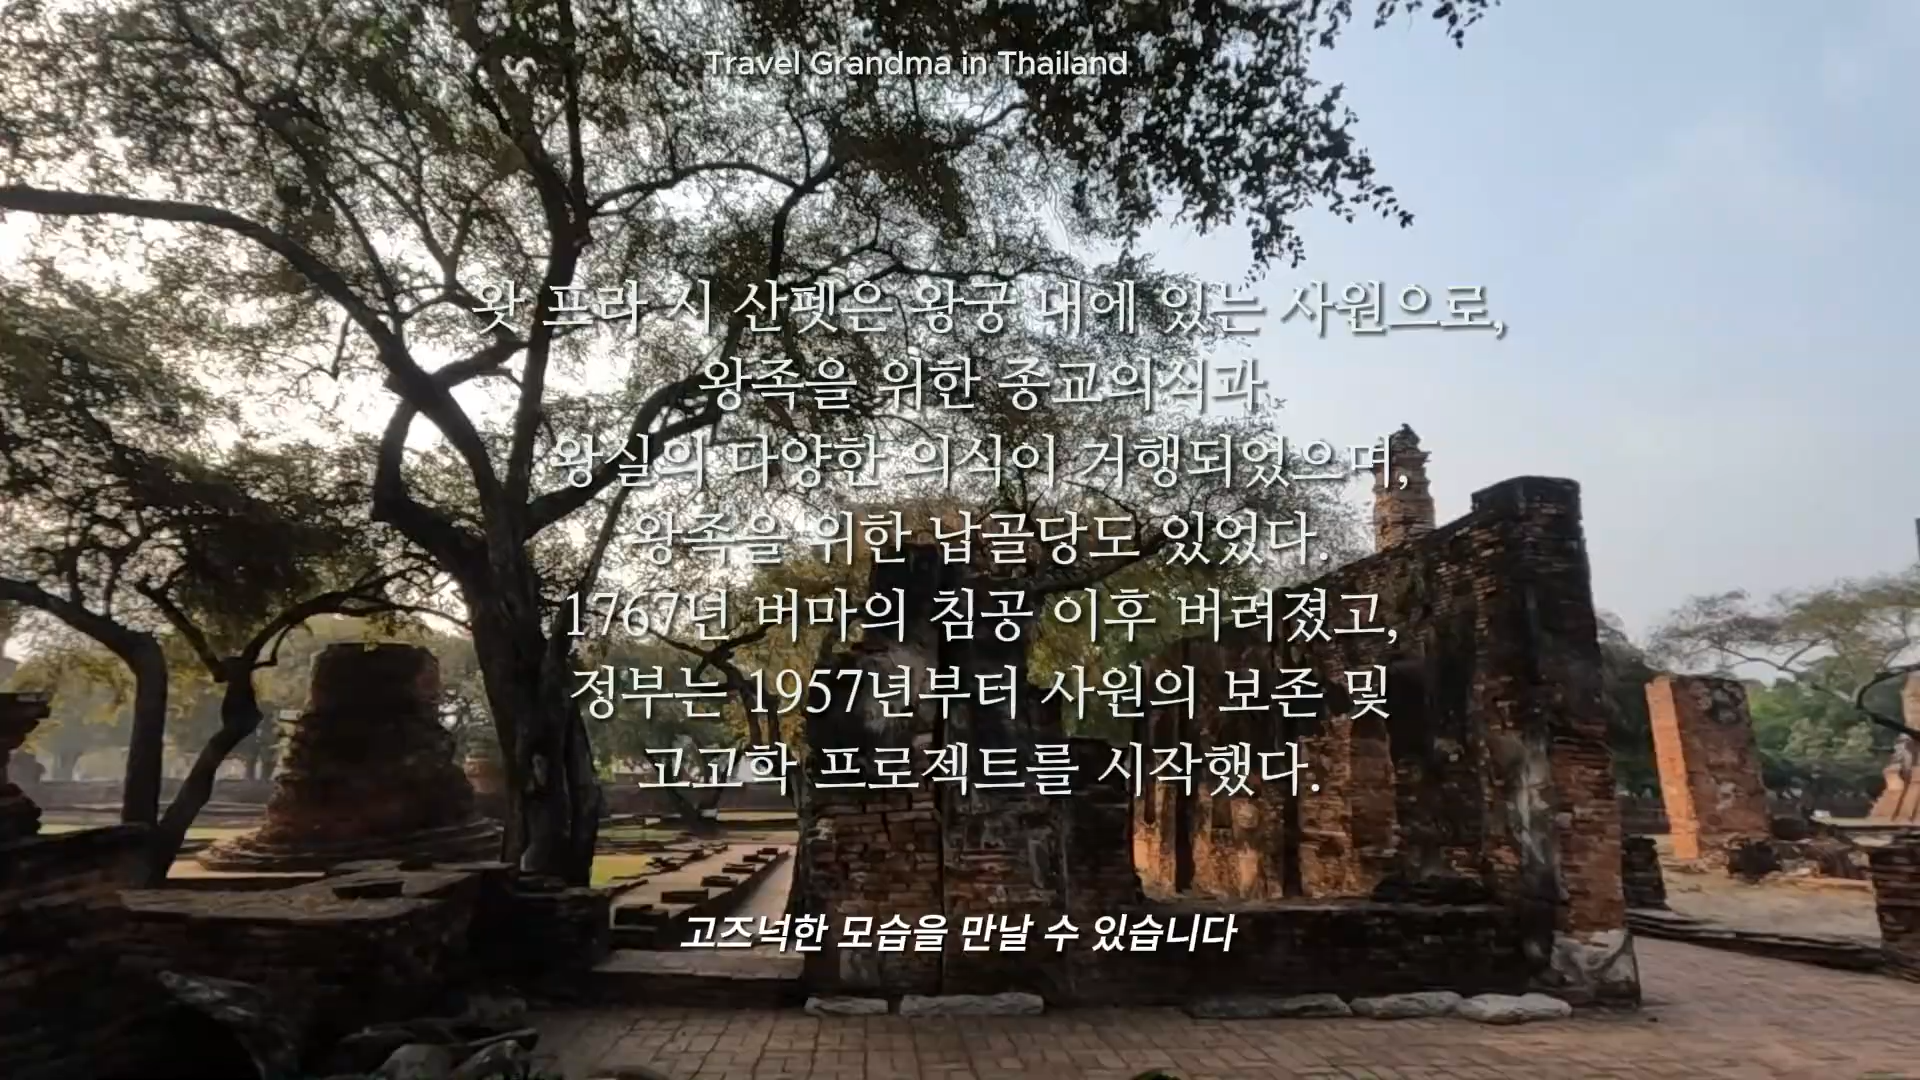 Travel Grandma in Thailand
왓 프라 시 산펫은 왕궁 내에 있는 사원으로,
왕족을 위한 종교의식과
왕실의 다양한 의식이 거행되었으며,
왕족을 위한 납골당도 있었다.
1767년 버마의 침공 이후 버려졌고,
정부는 1957년부터 사원의 보존 및
고고학 프로젝트를 시작했다.
고즈넉한 모습을 만날 수 있습니다